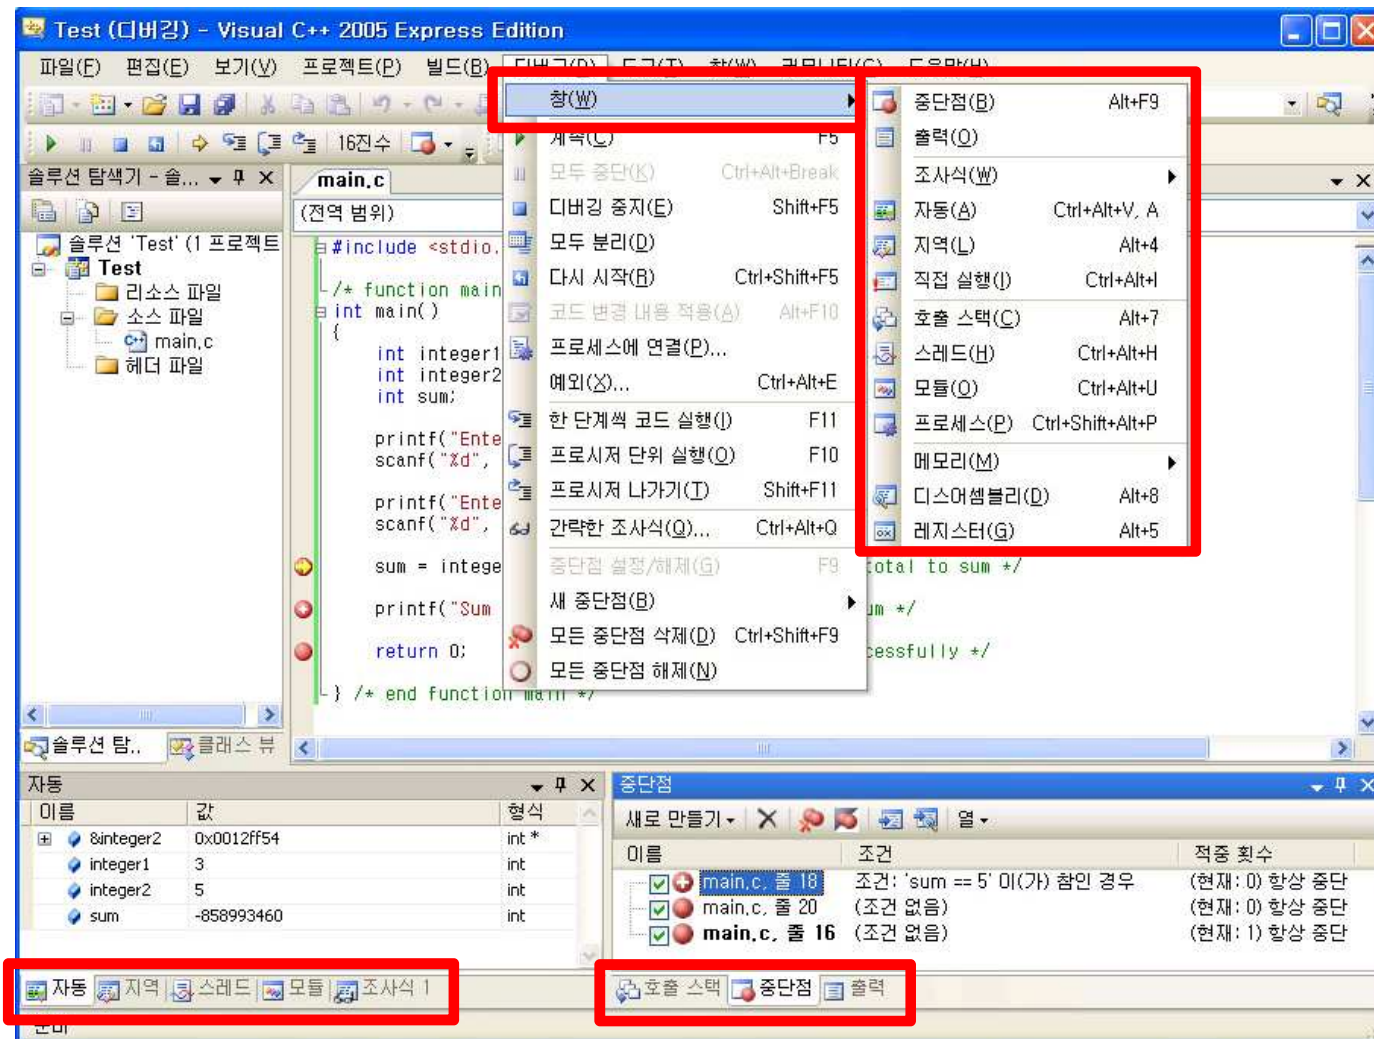 Test (디버깅) - Visual C++ 2005 Express Edition
파일(F) 편집(E) 보기(V) 프로젝트(P) 빌드(B) 디버그(D) 도구(T) 창(W) 커뮤니티(C) 도움말(H)
16진수
솔루션 탐색기 - 솔...
솔루션 'Test' (1 프로젝트
Test
리소스 파일
소스 파일
main.c
헤더 파일
솔루션 탐..
클래스 뷰
main.c
(전역 범위)
#include <stdio.
/* function main
int main()
{
int integer1
int integer2
int sum;
printf("Ente
scanf("%d",
printf("Ente
scanf("%d",
sum = intege
total to sum */
printf("Sum
um */
return 0;
cessfully */
} /* end function main */
창(W)
계속(C) F5
모두 중단(K) Ctrl+Alt+Break
디버깅 중지(E) Shift+F5
모두 분리(D)
다시 시작(R) Ctrl+Shift+F5
코드 변경 내용 적용(A) Alt+F10
프로세스에 연결(P)...
예외(X)... Ctrl+Alt+E
한 단계씩 코드 실행(I) F11
프로시저 단위 실행(O) F10
프로시저 나가기(T) Shift+F11
간략한 조사식(Q)... Ctrl+Alt+Q
중단점 설정/해제(G) F9
새 중단점(B)
모든 중단점 삭제(D) Ctrl+Shift+F9
모든 중단점 해제(N)
중단점(B) Alt+F9
출력(O)
조사식(W)
자동(A) Ctrl+Alt+V, A
지역(L) Alt+4
직접 실행(I) Ctrl+Alt+I
호출 스택(C) Alt+7
스레드(H) Ctrl+Alt+H
모듈(O) Ctrl+Alt+U
프로세스(P) Ctrl+Shift+Alt+P
메모리(M)
디스어셈블리(D) Alt+8
레지스터(G) Alt+5
자동
이름 값 형식
&integer2 0x0012ff54 int *
integer1 3 int
integer2 5 int
sum -858993460 int
자동 지역 스레드 모듈 조사식 1
중단점
새로 만들기 열
이름 조건 적중 횟수
main.c, 줄 18 조건: 'sum == 5' 이(가) 참인 경우 (현재: 0) 항상 중단
main.c, 줄 20 (조건 없음) (현재: 0) 항상 중단
main.c, 줄 16 (조건 없음) (현재: 1) 항상 중단
호출 스택 중단점 출력
준비